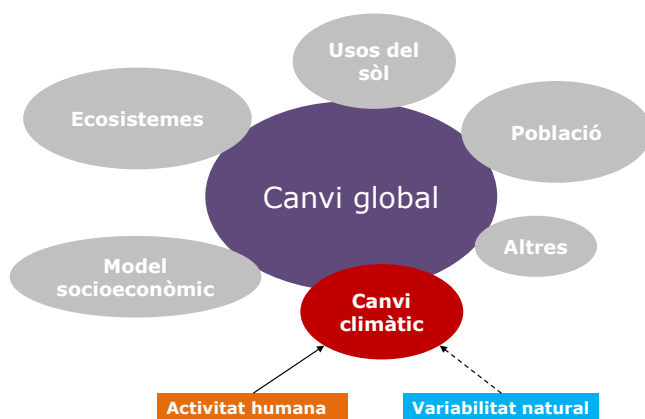 Usos del
sòl
Ecosistemes
Població
Canvi global
Altres
Model
socioeconòmic
Canvi
climàtic
Activitat humana
Variabilitat natural